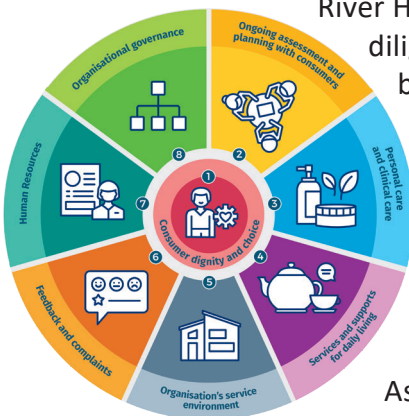 River H
dilig
b
As
Organisational governance
Ongoing assessment and
planning with consumers
Personal care
and clinical care
Services and supports
for daily living
Organisation's service
environment
Feedback and complaints
Human Resources
1
Consumer dignity and choice
2
3
4
5
6
7
8